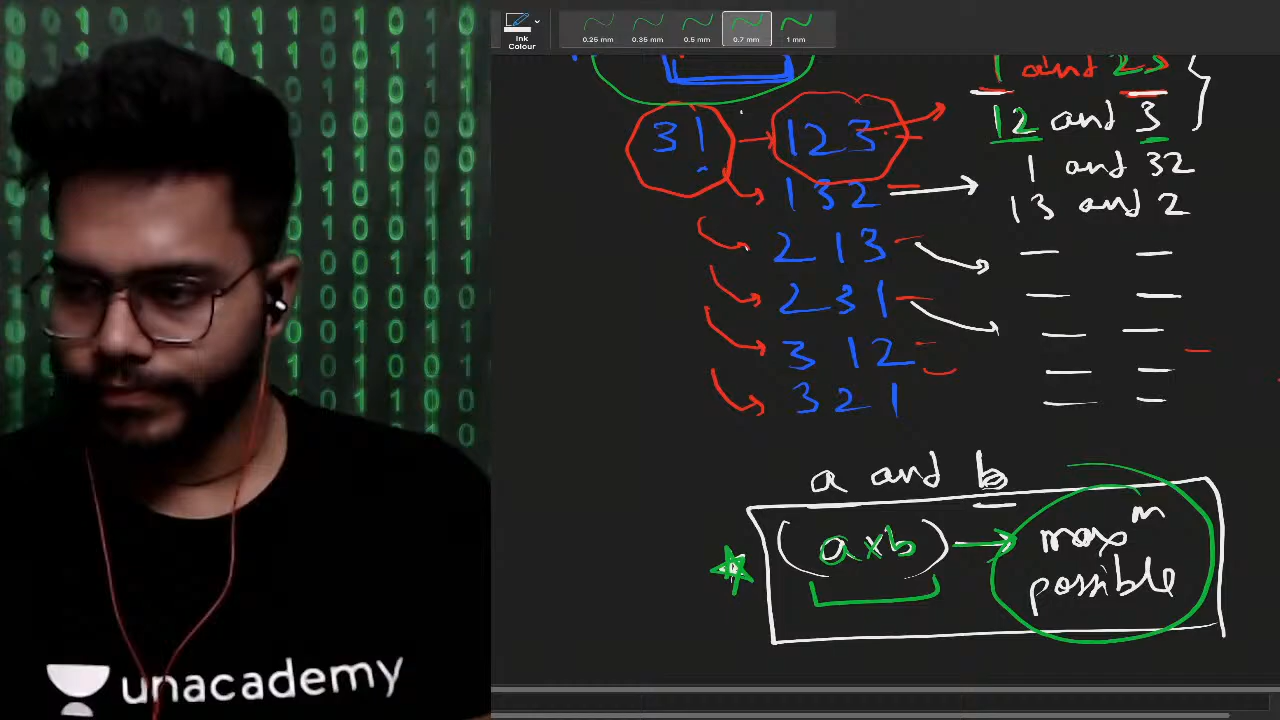 Ink
Colour
0.25 mm
0.35 mm
0.5 mm
0.7 mm
1 mm
1 and 23
12 and 3
3! 123
1 and 32
132
13 and 2
213
231
312
321
a and b
(a×b) → maxᵐ
possible
unacademy